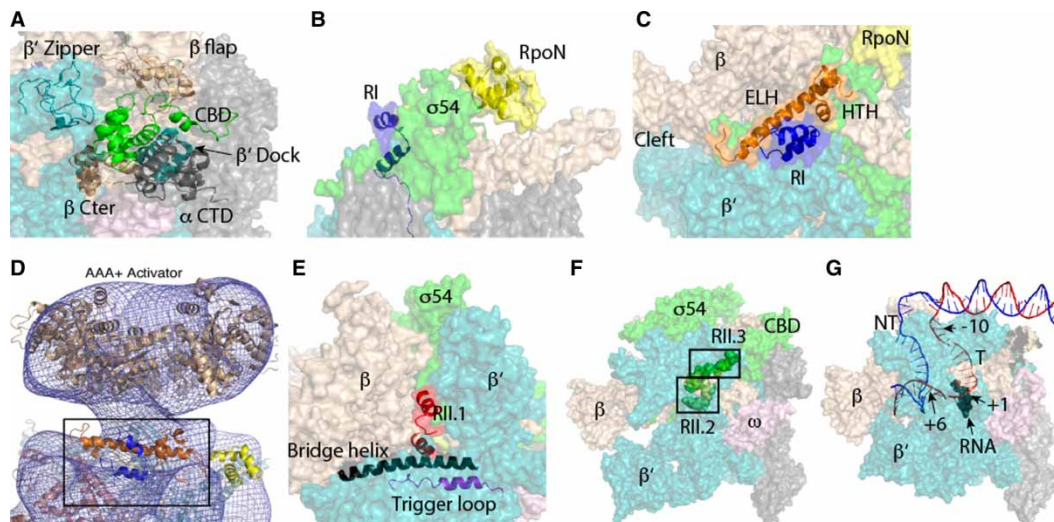 A
β' Zipper
β flap
CBD
β' Dock
β Cter
α CTD
B
RpoN
RI
σ54
C
RpoN
β
ELH
HTH
Cleft
RI
β'
D
AAA+ Activator
E
σ54
β
β'
RII.1
Bridge helix
Trigger loop
F
σ54
CBD
RII.3
β
RII.2
ω
β'
G
NT
-10
T
β
+1
+6
RNA
β'